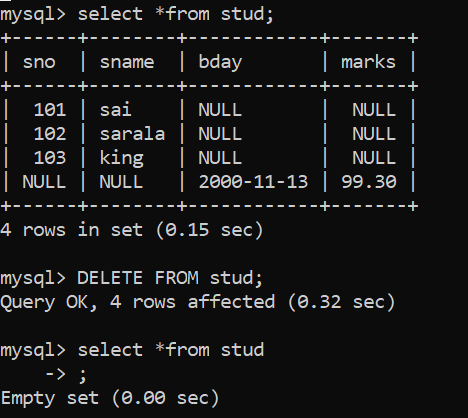 mysql> select *from stud;
+------+--------+------------+-------+
| sno  | sname  | bday       | marks |
+------+--------+------------+-------+
|  101 | sai    | NULL       |  NULL |
|  102 | sarala | NULL       |  NULL |
|  103 | king   | NULL       |  NULL |
| NULL | NULL   | 2000-11-13 | 99.30 |
+------+--------+------------+-------+
4 rows in set (0.15 sec)

mysql> DELETE FROM stud;
Query OK, 4 rows affected (0.32 sec)

mysql> select *from stud
    -> ;
Empty set (0.00 sec)